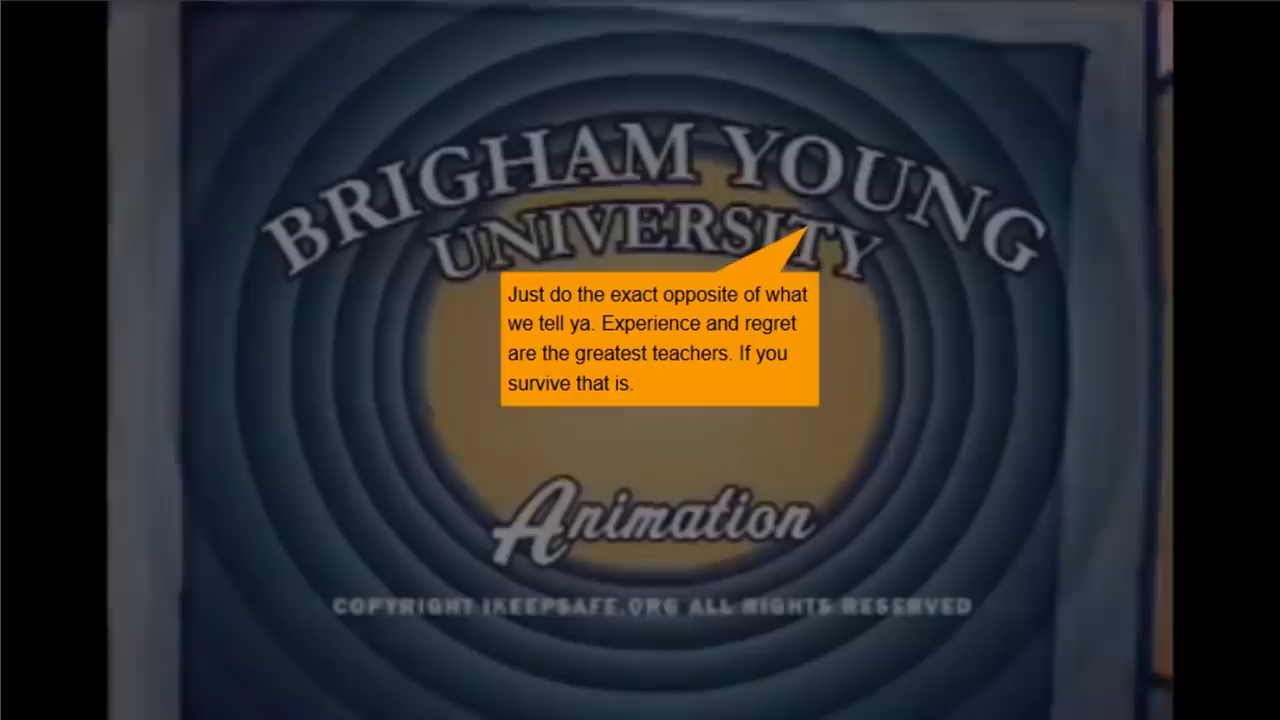 BRIGHAM YOUNG
UNIVERSITY
Just do the exact opposite of what
we tell ya. Experience and regret
are the greatest teachers. If you
survive that is.
Animation
COPYRIGHT IKEEPSAFE.ORG ALL RIGHTS RESERVED